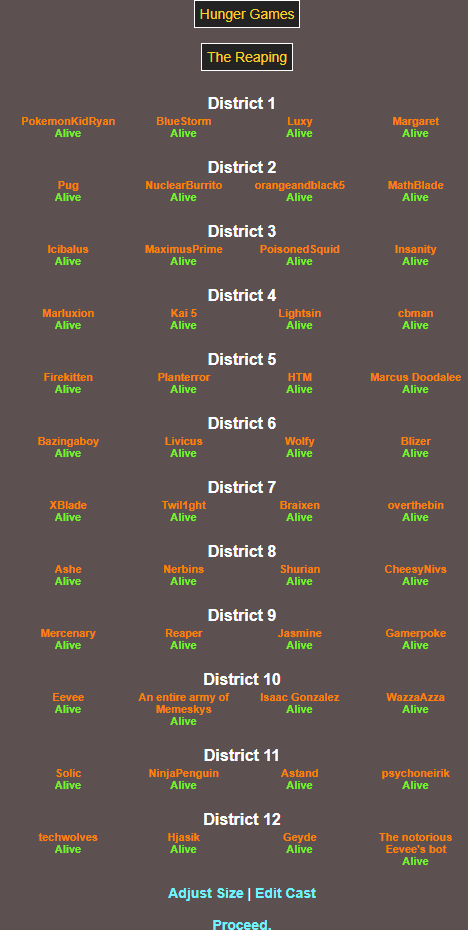 Hunger Games
The Reaping
District 1
PokemonKidRyan BlueStorm Luxy Margaret
Alive Alive Alive Alive
District 2
Pug NuclearBurrito orangeandblack5 MathBlade
Alive Alive Alive Alive
District 3
Icibalus MaximusPrime PoisonedSquid Insanity
Alive Alive Alive Alive
District 4
Marluxion Kai 5 Lightsin cbman
Alive Alive Alive Alive
District 5
Firekitten Planterror HTM Marcus Doodalee
Alive Alive Alive Alive
District 6
Bazingaboy Livicus Wolfy Blizer
Alive Alive Alive Alive
District 7
XBlade Twil1ght Braixen overthebin
Alive Alive Alive Alive
District 8
Ashe Nerbins Shurian CheesyNivs
Alive Alive Alive Alive
District 9
Mercenary Reaper Jasmine Gamerpoke
Alive Alive Alive Alive
District 10
Eevee An entire army of Isaac Gonzalez WazzaAzza
Alive Memeskys Alive Alive
Alive
District 11
Solic NinjaPenguin Astand psychoneirik
Alive Alive Alive Alive
District 12
techwolves Hjasik Geyde The notorious
Alive Alive Alive Eevee's bot
Alive
Adjust Size | Edit Cast
Proceed.